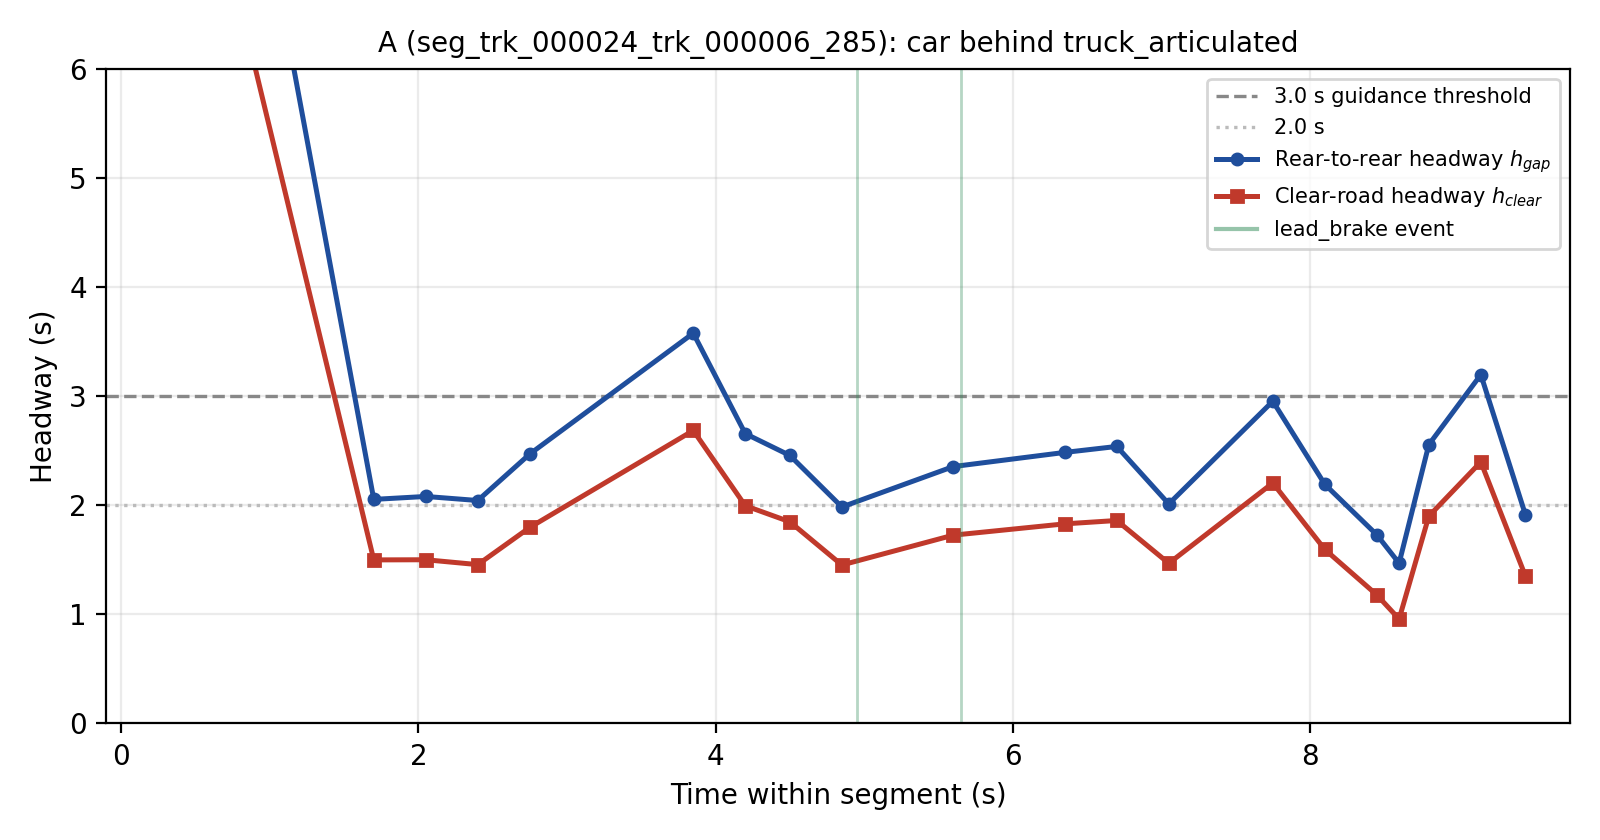 A (seg_trk_000024_trk_000006_285): car behind truck_articulated
6
5
4
3
2
1
0
Headway (s)
3.0 s guidance threshold
2.0 s
Rear-to-rear headway h_gap
Clear-road headway h_clear
lead_brake event
0 2 4 6 8
Time within segment (s)